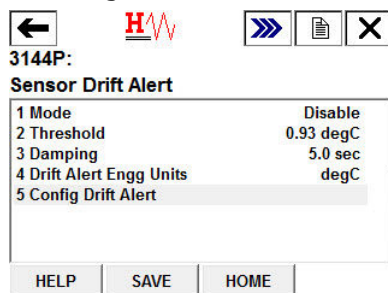 H
3144P:
Sensor Drift Alert
1 Mode Disable
2 Threshold 0.93 degC
3 Damping 5.0 sec
4 Drift Alert Engg Units degC
5 Config Drift Alert
HELP SAVE HOME